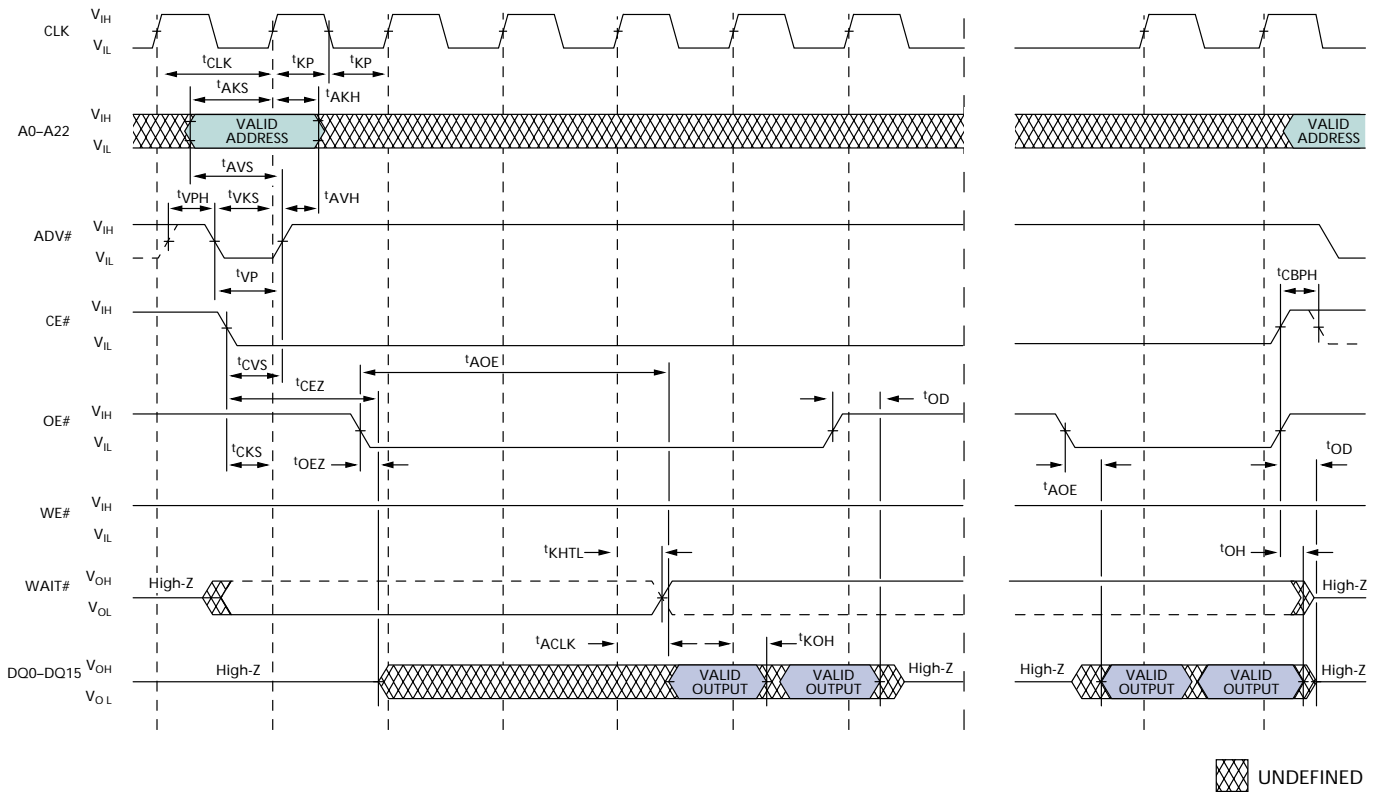 CLK
VIH
VIL
tCLK
tKP
tKP
tAKS
tAKH
A0–A22
VIH
VIL
VALID
ADDRESS
VALID
ADDRESS
tAVS
tVPH
tVKS
tAVH
ADV#
VIH
VIL
tVP
tCBPH
CE#
VIH
VIL
tCVS
tAOE
tCEZ
OE#
VIH
VIL
tOD
tCKS
tOEZ
tOD
tAOE
WE#
VIH
VIL
tKHTL
tOH
WAIT#
VOH
VOL
High-Z
High-Z
tACLK
tKOH
DQ0–DQ15
VOH
VO L
High-Z
VALID
OUTPUT
VALID
OUTPUT
High-Z
High-Z
VALID
OUTPUT
VALID
OUTPUT
High-Z
UNDEFINED